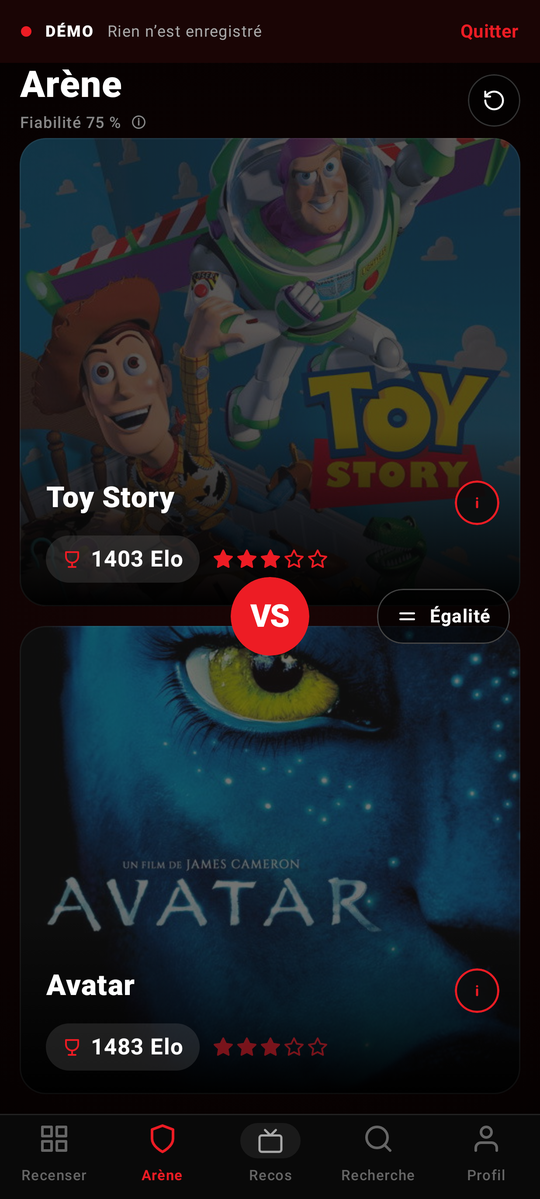 DÉMO Rien n’est enregistré Quitter
Arène
Fiabilité 75 %
TOY
STORY
Toy Story
1403 Elo
VS
Égalité
UN FILM DE JAMES CAMERON
AVATAR
Avatar
1483 Elo
Recenser Arène Recos Recherche Profil